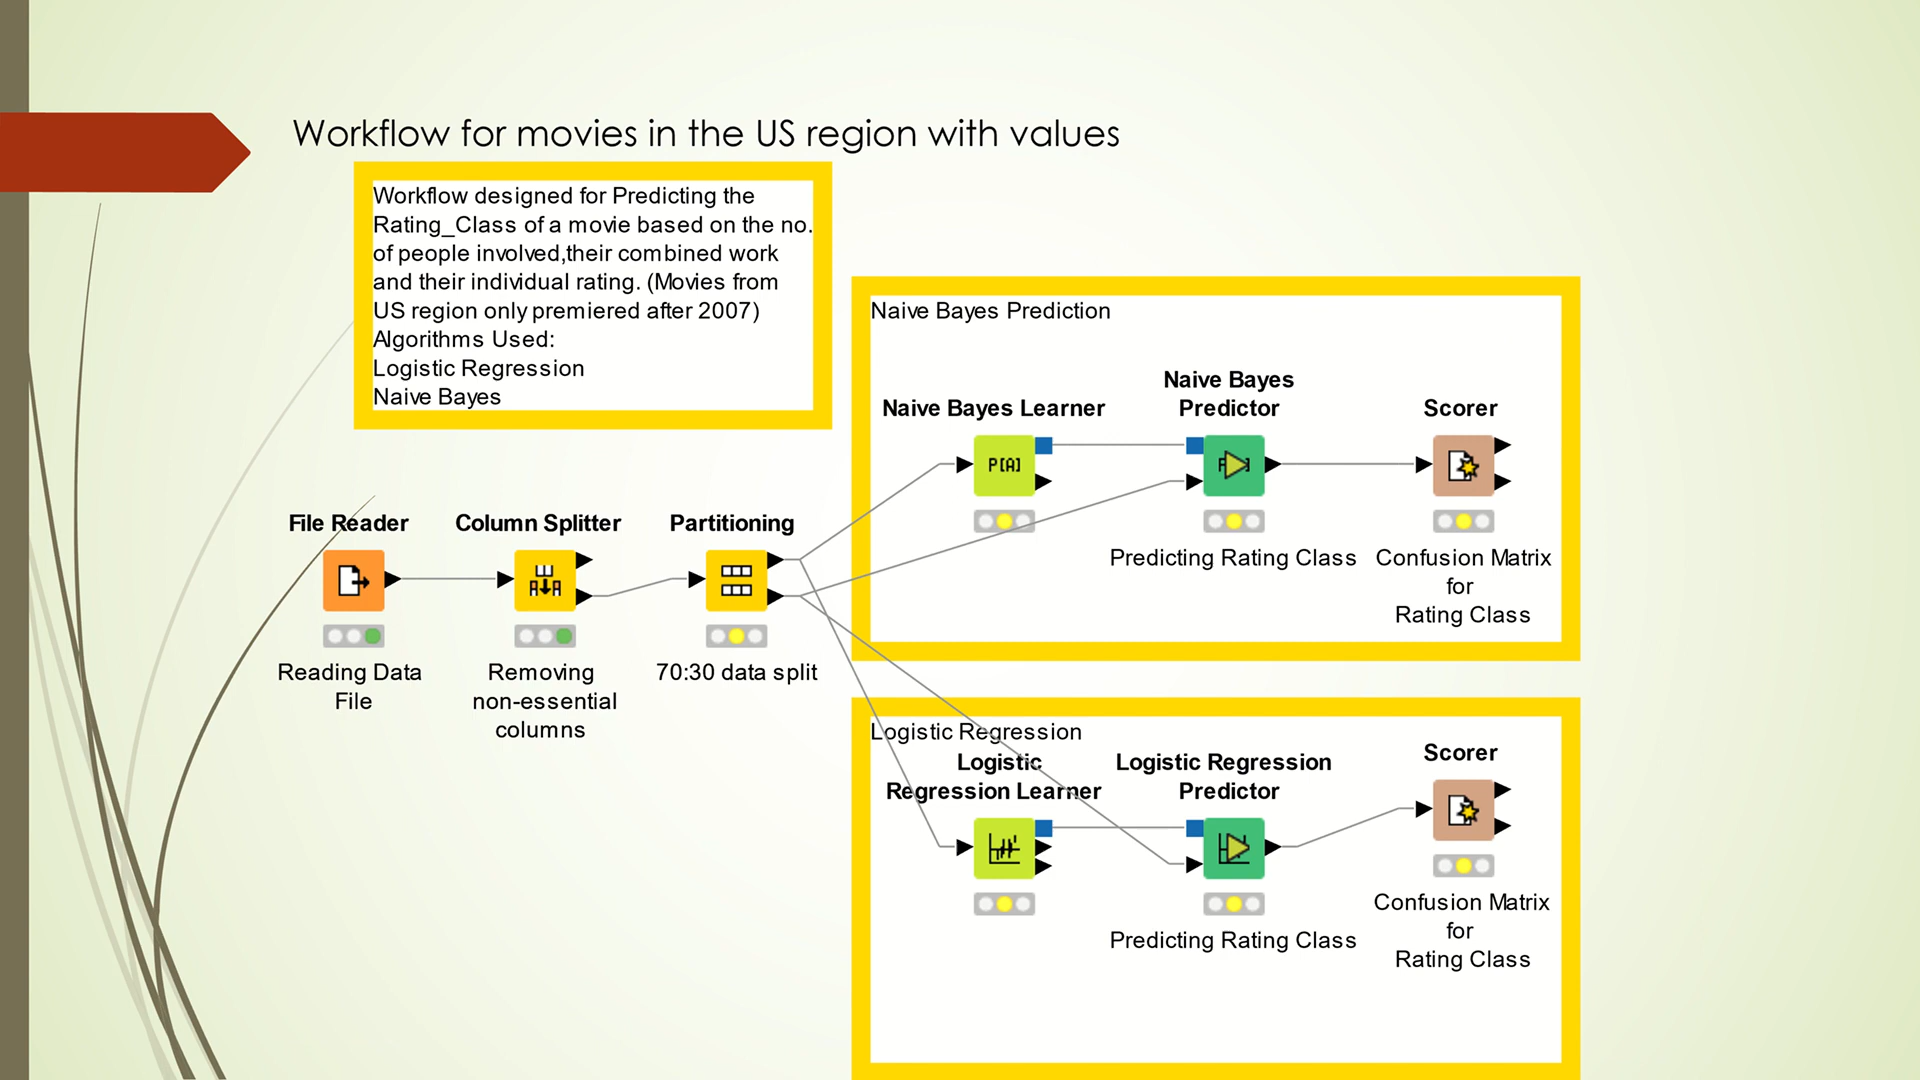 Workflow for movies in the US region with values
Workflow designed for Predicting the
Rating_Class of a movie based on the no.
of people involved,their combined work
and their individual rating. (Movies from
US region only premiered after 2007)
Algorithms Used:
Logistic Regression
Naive Bayes
File Reader
Reading Data
File
Column Splitter
Removing
non-essential
columns
Partitioning
70:30 data split
Naive Bayes Prediction
Naive Bayes Learner
P[A]
Naive Bayes
Predictor
Predicting Rating Class
Scorer
Confusion Matrix
for
Rating Class
Logistic Regression
Logistic
Regression Learner
Logistic Regression
Predictor
Predicting Rating Class
Scorer
Confusion Matrix
for
Rating Class